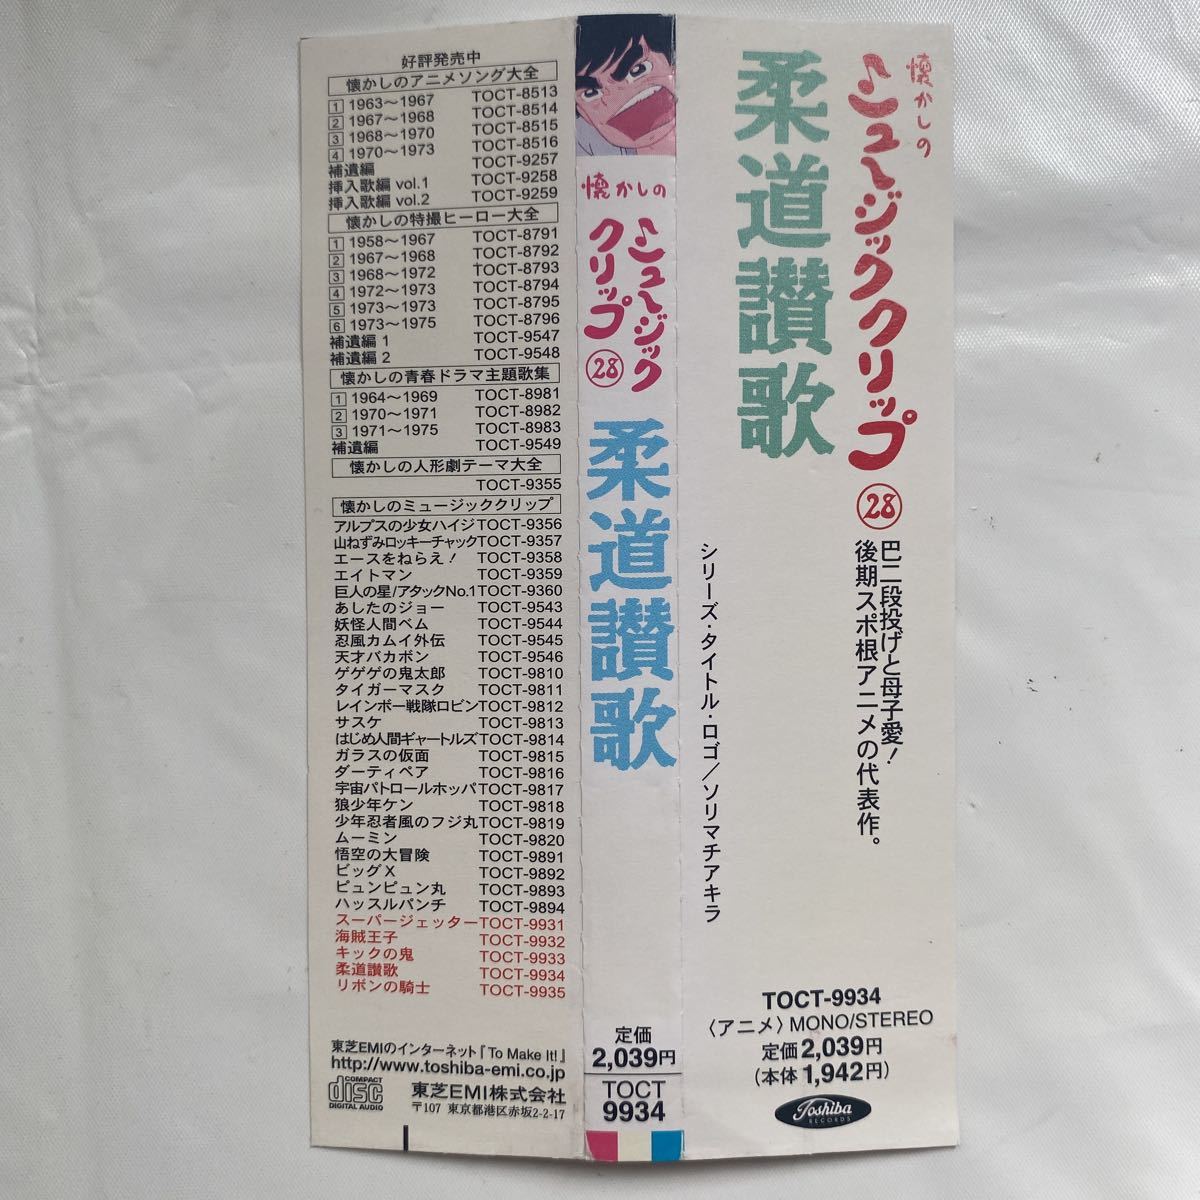 好評発売中
懐かしのアニメソング大全
1 1963～1967 TOCT-8513
2 1967～1968 TOCT-8514
3 1968～1970 TOCT-8515
4 1970～1973 TOCT-8516
補遺編 TOCT-9257
挿入歌編 vol.1 TOCT-9258
挿入歌編 vol.2 TOCT-9259
懐かしの特撮ヒーロー大全
1 1958～1967 TOCT-8791
2 1967～1968 TOCT-8792
3 1968～1972 TOCT-8793
4 1972～1973 TOCT-8794
5 1973～1973 TOCT-8795
6 1973～1975 TOCT-8796
補遺編 1 TOCT-9547
補遺編 2 TOCT-9548
懐かしの青春ドラマ主題歌集
1 1964～1969 TOCT-8981
2 1970～1971 TOCT-8982
3 1971～1975 TOCT-8983
補遺編 TOCT-9549
懐かしの人形劇テーマ大全
TOCT-9355
懐かしのミュージッククリップ
アルプスの少女ハイジ TOCT-9356
山ねずみロッキーチャック TOCT-9357
エースをねらえ! TOCT-9358
エイトマン TOCT-9359
巨人の星/アタックNo.1 TOCT-9360
あしたのジョー TOCT-9543
妖怪人間ベム TOCT-9544
忍風カムイ外伝 TOCT-9545
天才バカボン TOCT-9546
ゲゲゲの鬼太郎 TOCT-9810
タイガーマスク TOCT-9811
レインボー戦隊ロビン TOCT-9812
サスケ TOCT-9813
はじめ人間ギャートルズ TOCT-9814
ガラスの仮面 TOCT-9815
ダーティペア TOCT-9816
宇宙パトロールホッパ TOCT-9817
狼少年ケン TOCT-9818
少年忍者風のフジ丸 TOCT-9819
ムーミン TOCT-9820
悟空の大冒険 TOCT-9891
ビッグX TOCT-9892
ピュンピュン丸 TOCT-9893
ハッスルパンチ TOCT-9894
スーパージェッター TOCT-9931
海賊王子 TOCT-9932
キックの鬼 TOCT-9933
柔道讃歌 TOCT-9934
リボンの騎士 TOCT-9935
東芝EMIのインターネット『To Make It!』
http://www.toshiba-emi.co.jp
COMPACT disc DIGITAL AUDIO
東芝EMI株式会社
〒107 東京都港区赤坂2-2-17
懐かしの
ミュージック
クリップ 28
柔道讃歌
定価
2,039円
TOCT
9934
懐かしの
ミュージッククリップ 28
柔道讃歌
巴二段投げと母子愛!
後期スポ根アニメの代表作。
シリーズ・タイトル・ロゴ/ソリマチアキラ
TOCT-9934
〈アニメ〉MONO/STEREO
定価2,039円
(本体1,942円)
Toshiba
RECORDS